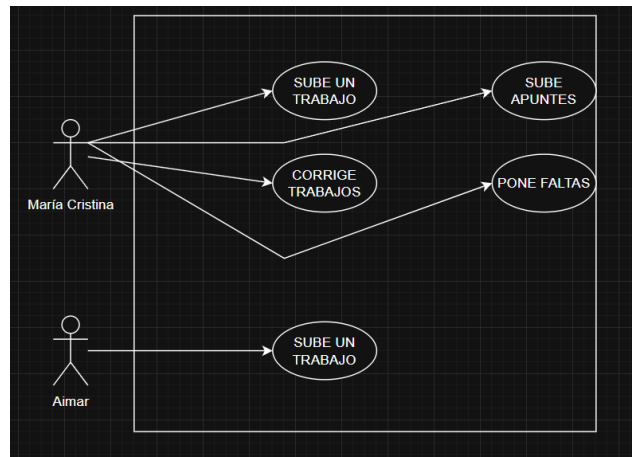 SUBE UN
TRABAJO
SUBE
APUNTES
María Cristina
CORRIGE
TRABAJOS
PONE FALTAS
Aimar
SUBE UN
TRABAJO